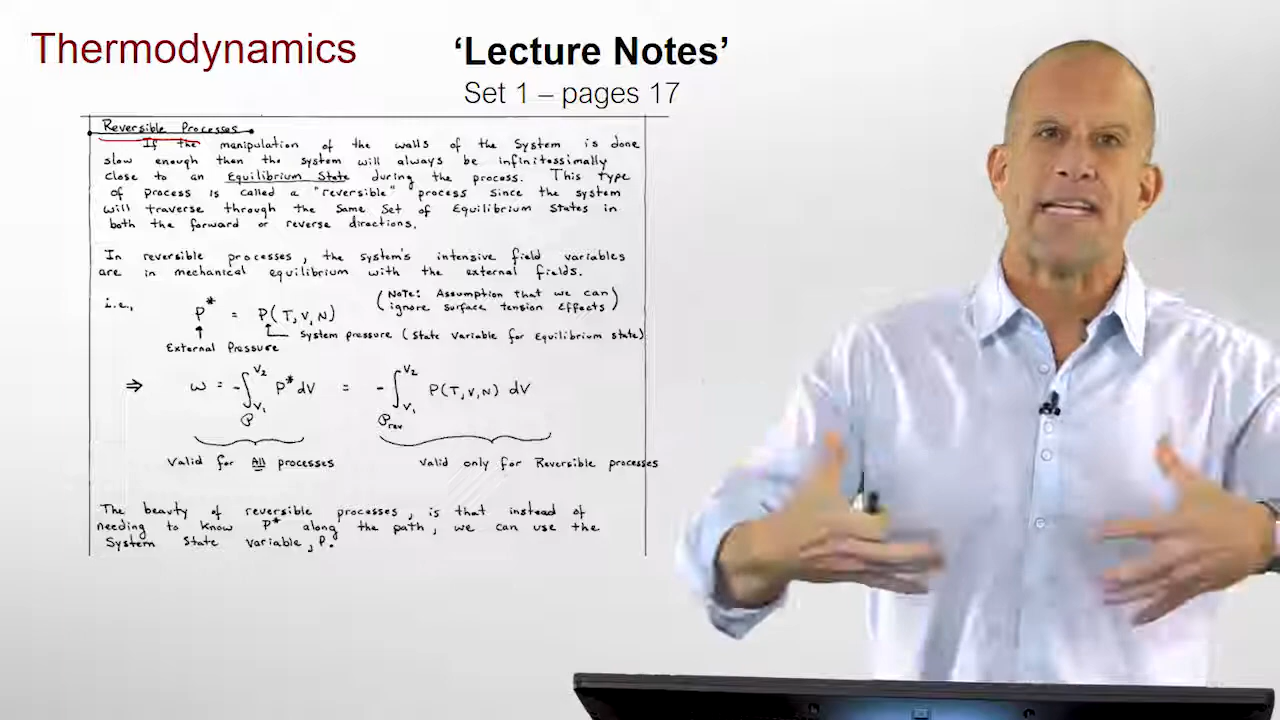 Thermodynamics
‘Lecture Notes’
Set 1 – pages 17
Reversible Processes
If the manipulation of the walls of the System is done
slow enough then the system will always be infinitessimally
close to an Equilibrium State during the process. This type
of process is called a "reversible" process since the system
will traverse through the Same Set of Equilibrium States in
both the forward or reverse directions.
In reversible processes, the system's intensive field variables
are in mechanical equilibrium with the external fields.
i.e., P* = P(T,V,N) (Note: Assumption that we can
ignore surface tension Effects)
System pressure (State Variable for Equilibrium state)
External Pressure
⇒ w = -∫_P^{V₂}_{V₁} P* dV = -∫_{P_rev}^{V₂}_{V₁} P(T,V,N) dV
Valid for All processes Valid only for Reversible processes
The beauty of reversible processes, is that instead of
needing to know P* along the path, we can use the
System State Variable, P.